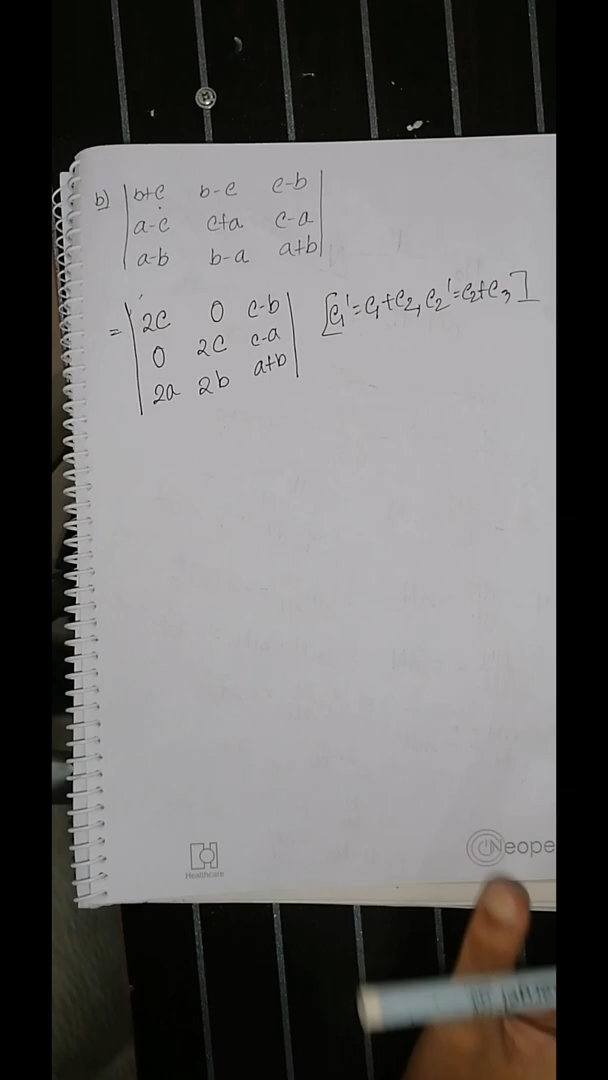 b) |b+c b-c c-b|
|a-c c+a c-a|
|a-b b-a a+b|
= |2c 0 c-b| [c₁'=c₁+c₂, c₂'=c₂+c₃]
|0 2c c-a|
|2a 2b a+b|
Healthcare
Neope